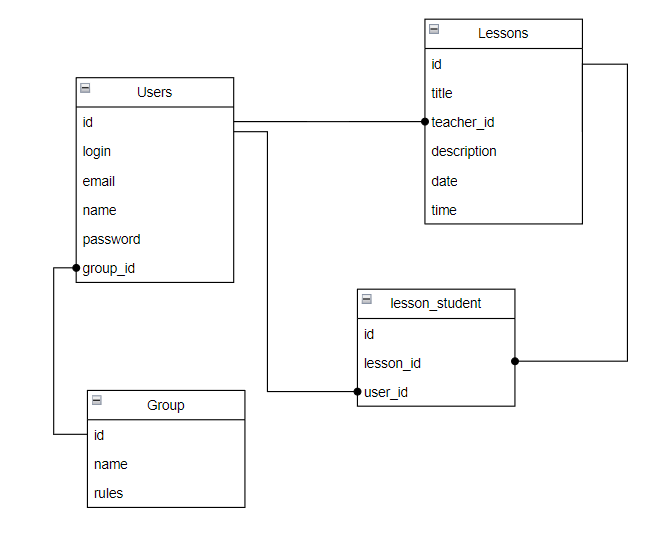 Lessons
id
title
teacher_id
description
date
time
Users
id
login
email
name
password
group_id
lesson_student
id
lesson_id
user_id
Group
id
name
rules